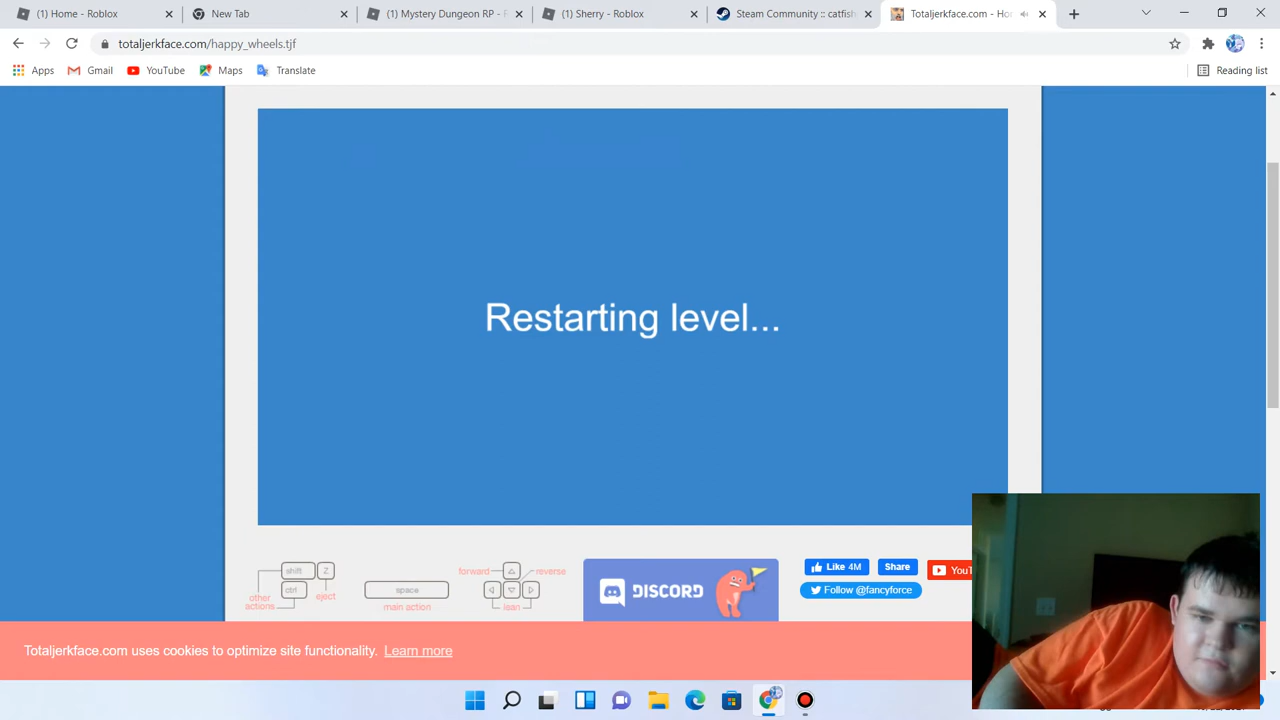 (1) Home - Roblox
New Tab
(1) Mystery Dungeon RP - R
(1) Sherry - Roblox
Steam Community :: catfish
Totaljerkface.com - Ho
totaljerkface.com/happy_wheels.tjf
Apps
Gmail
YouTube
Maps
Translate
Reading list
Restarting level...
shift
Z
ctrl
eject
other
actions
space
main action
forward
reverse
lean
DISCORD
Like 4M
Share
YouT
Follow @fancyforce
Totaljerkface.com uses cookies to optimize site functionality. Learn more